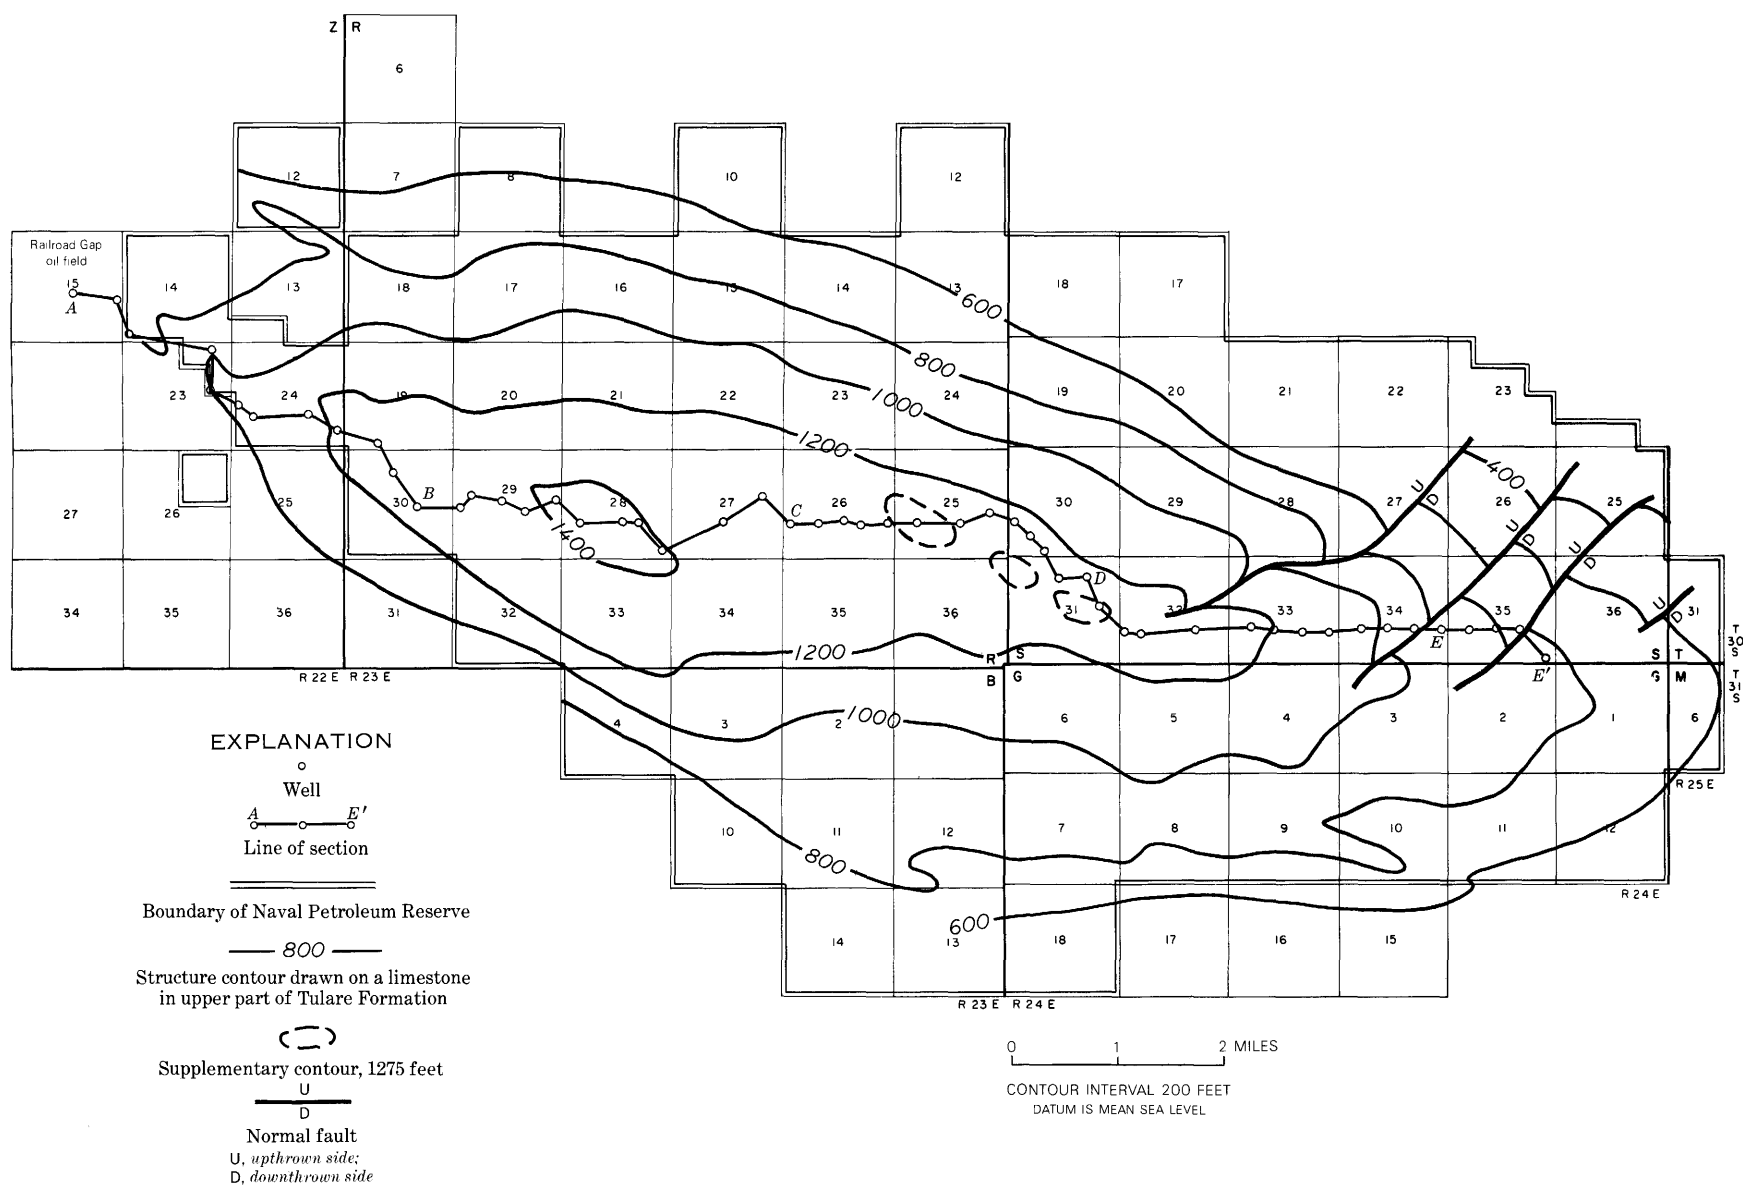 Z R
6
12 7 8 10 12
Railroad Gap
oil field
15 14 13 18 17 16 15 14 13 18 17
A
600
800
23 24 19 20 21 22 23 24 19 20 21 22 23
1000
1200
400
27 26 25 30 B 29 28 27 C 26 25 30 29 28 27 26 25
U
D
U
D
U
D
1400
D
34 35 36 31 32 33 34 35 36 31 32 33 34 35 36 31
U
D
E
1200
R S
S T
T
30
S
R 22 E R 23 E
B G
E'
G M
T
31
S
4 3 2 1000 6 5 4 3 2 1 6
R 25 E
10 11 12 7 8 9 10 11 12
800
R 24 E
600
14 13 18 17 16 15
R 23 E R 24 E
EXPLANATION
Well
A E'
Line of section
Boundary of Naval Petroleum Reserve
800
Structure contour drawn on a limestone
in upper part of Tulare Formation
Supplementary contour, 1275 feet
U
D
Normal fault
U, upthrown side;
D, downthrown side
0 1 2 MILES
CONTOUR INTERVAL 200 FEET
DATUM IS MEAN SEA LEVEL